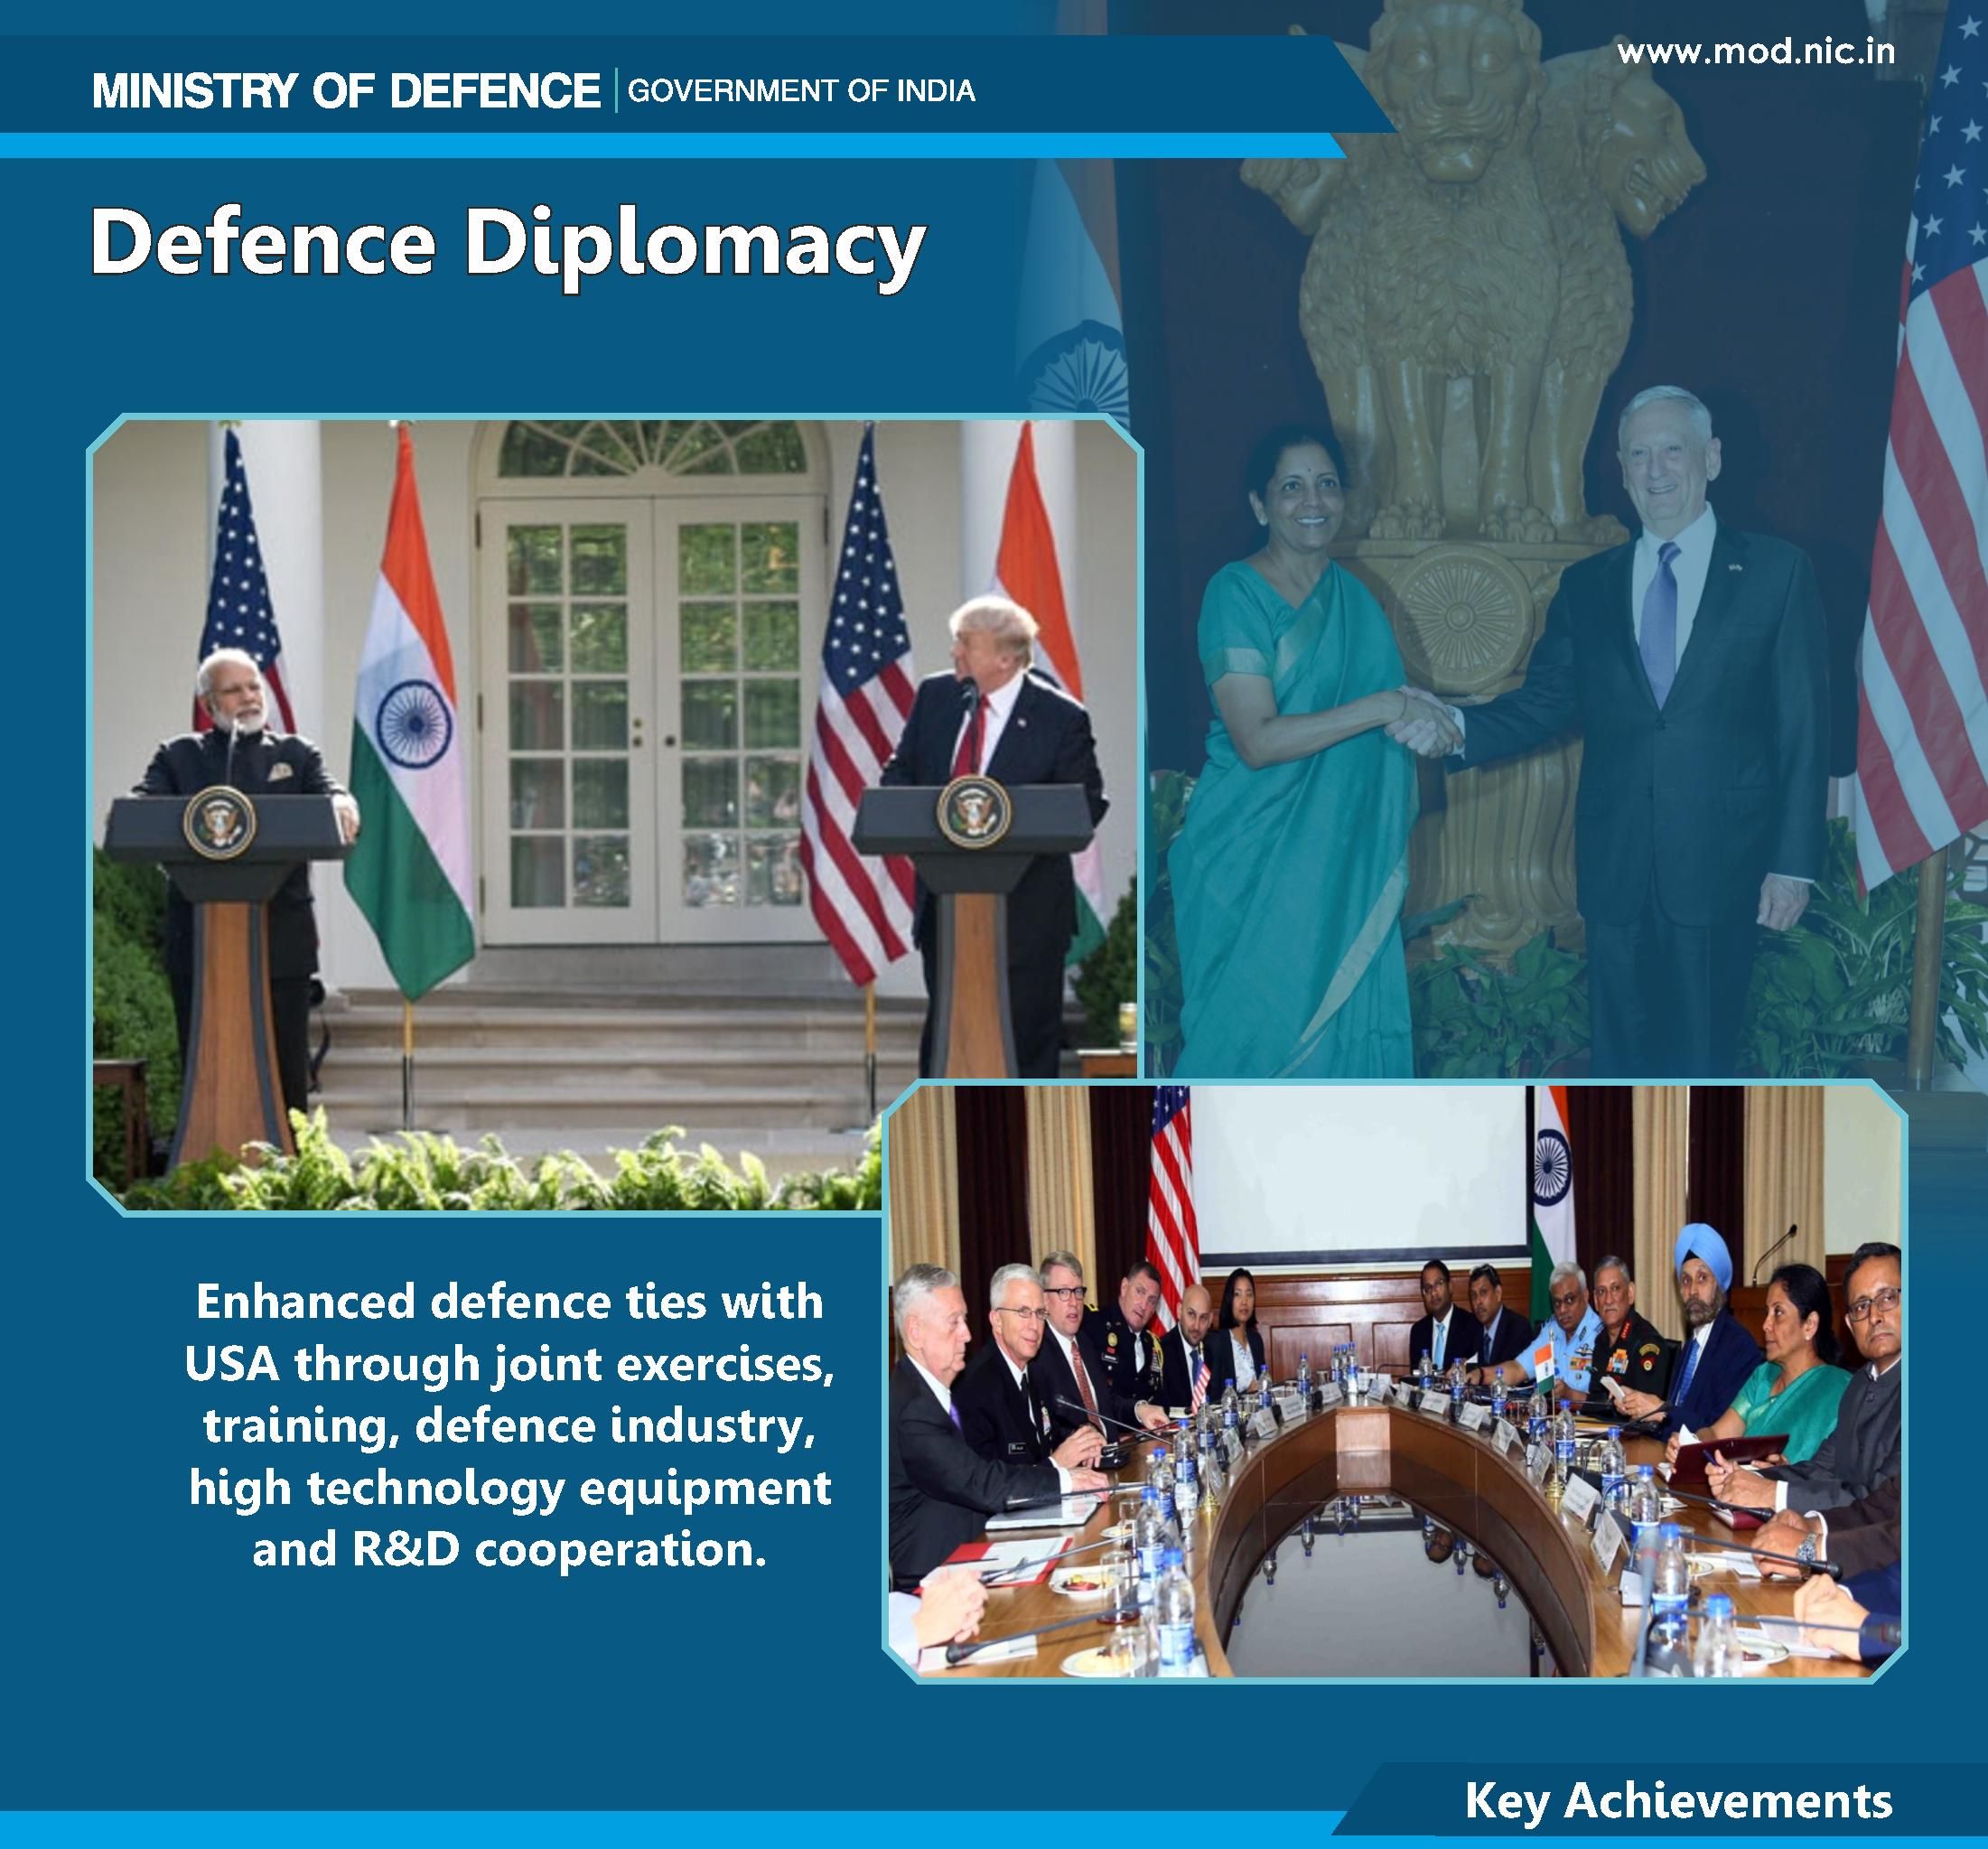 www.mod.nic.in
MINISTRY OF DEFENCE | GOVERNMENT OF INDIA
Defence Diplomacy
Enhanced defence ties with
USA through joint exercises,
training, defence industry,
high technology equipment
and R&D cooperation.
Key Achievements